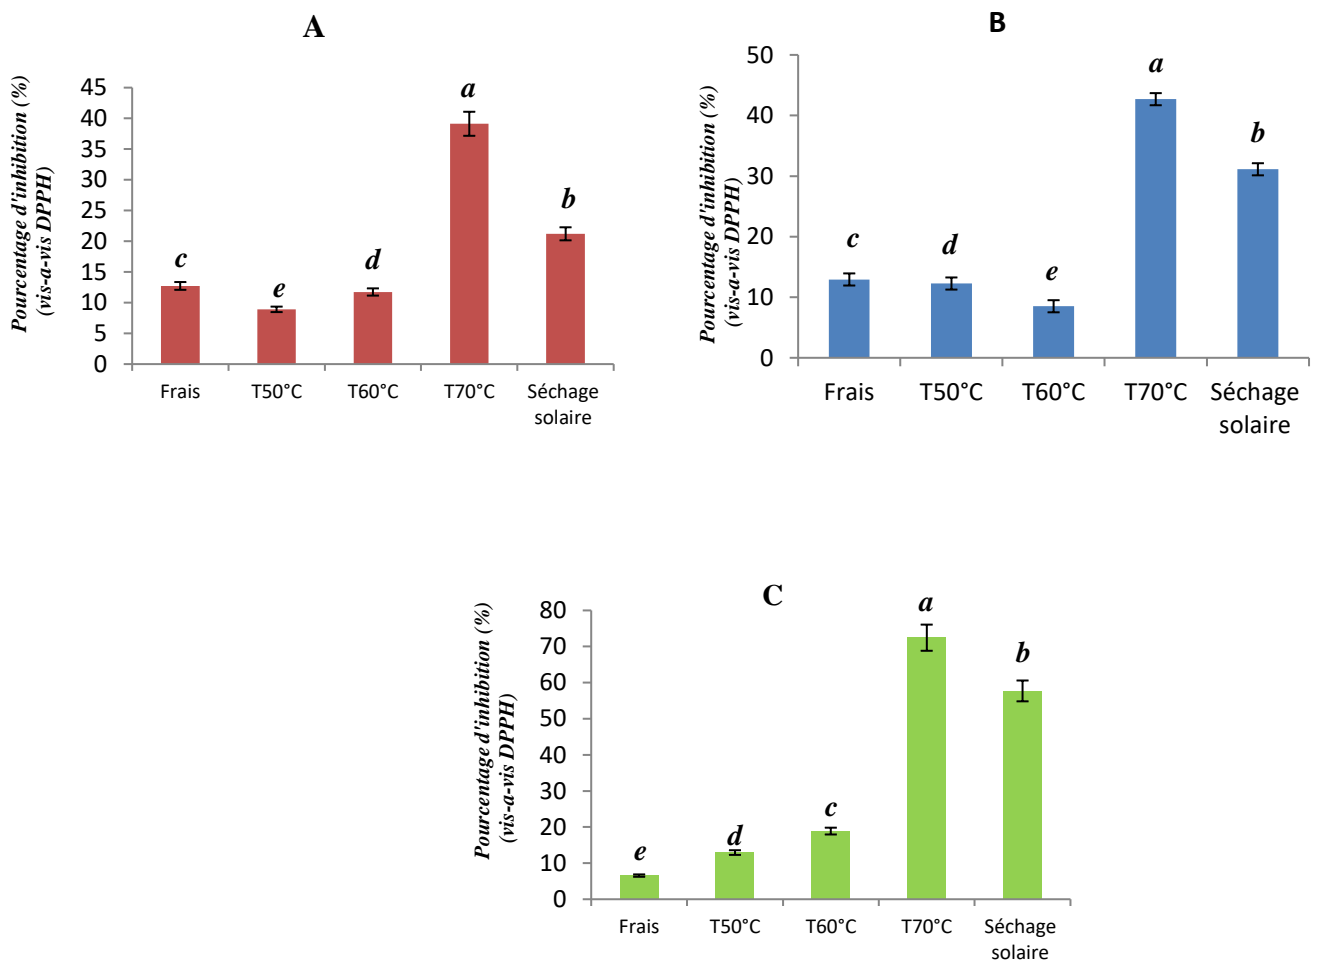 A
Pourcentage d'inhibition (%)
(vis-a-vis DPPH)
45
40
35
30
25
20
15
10
5
0
c
e
d
a
b
Frais
T50°C
T60°C
T70°C
Séchage
solaire
B
Pourcentage d'inhibition (%)
(vis-a-vis DPPH)
50
40
30
20
10
0
c
d
e
a
b
Frais
T50°C
T60°C
T70°C
Séchage
solaire
C
Pourcentage d'inhibition (%)
(vis-a-vis DPPH)
80
70
60
50
40
30
20
10
0
e
d
c
a
b
Frais
T50°C
T60°C
T70°C
Séchage
solaire